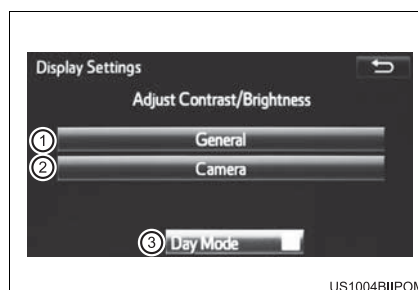 Display Settings
Adjust Contrast/Brightness
1 General
2 Camera
3 Day Mode
US1004BIIPOM